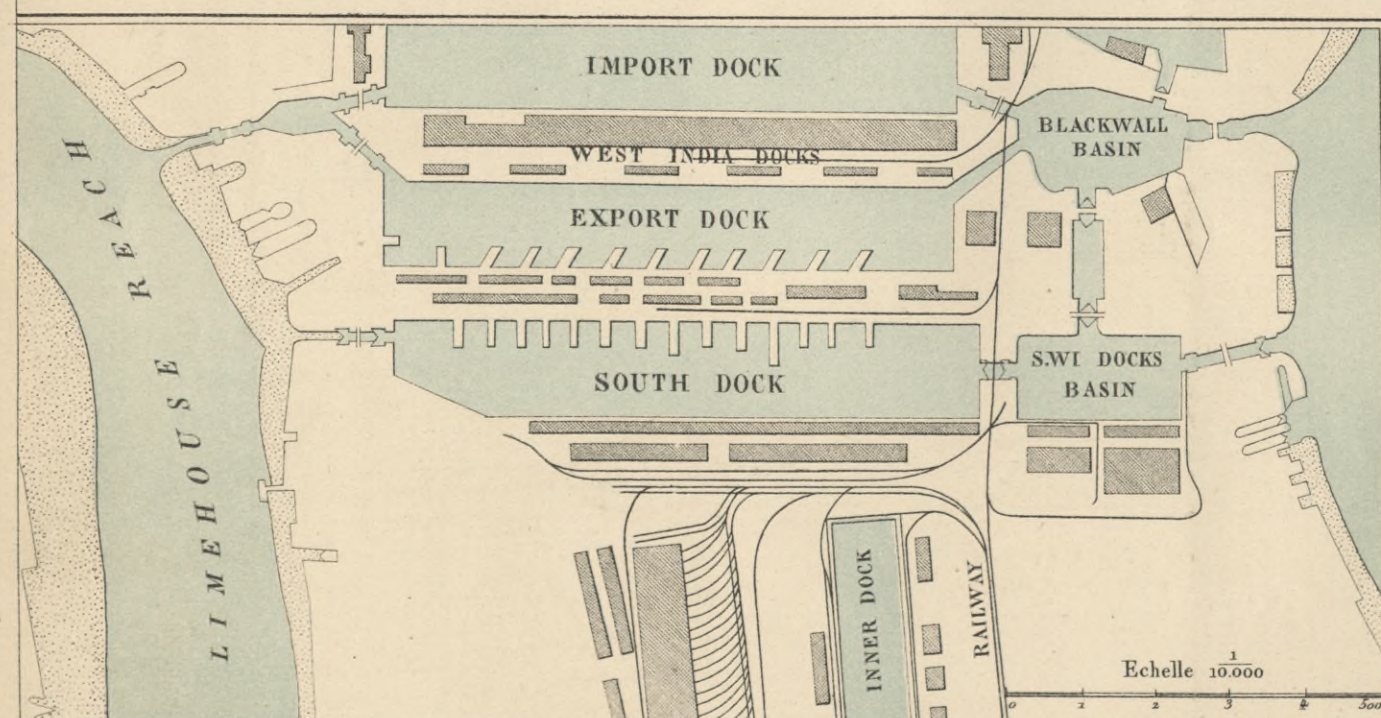 IMPORT DOCK
BLACKWALL
BASIN
WEST INDIA DOCKS
EXPORT DOCK
LIMEHOUSE REACH
SOUTH DOCK
S.WI DOCKS
BASIN
INNER DOCK
RAILWAY
Echelle 1/10.000
0 1 2 3 4 500